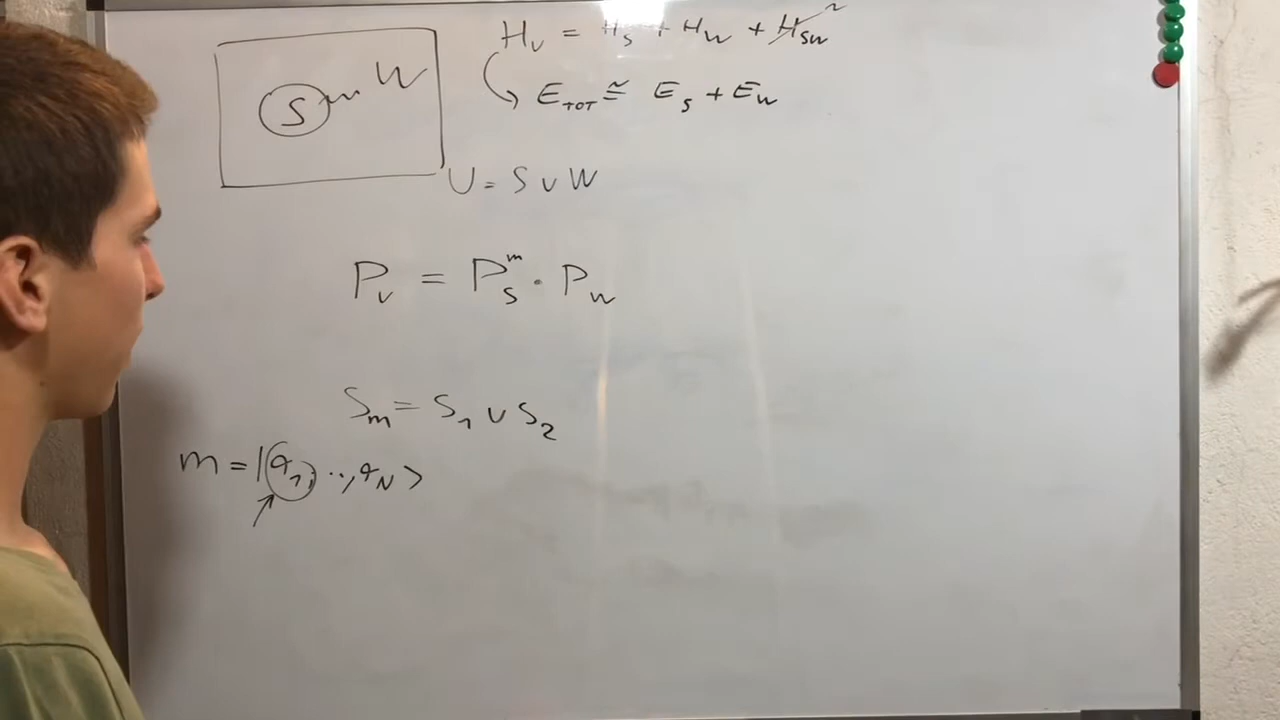 S W
H_U = H_S + H_W + H_SW
E_TOT ≅ E_S + E_W
U = S ∪ W
P_U = P_S^m · P_W
S_m = S_1 ∪ S_2
m = |q_1, .., q_N >